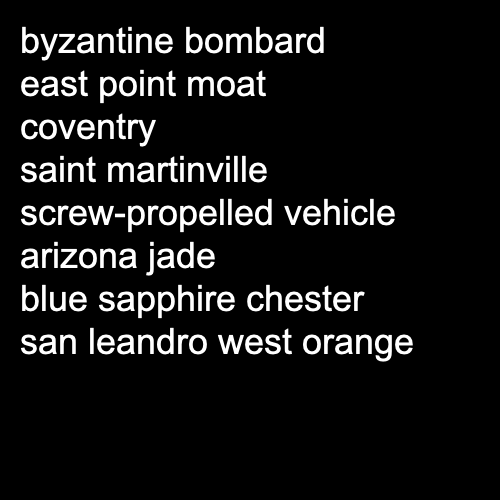 byzantine bombard
east point moat
coventry
saint martinville
screw-propelled vehicle
arizona jade
blue sapphire chester
san leandro west orange